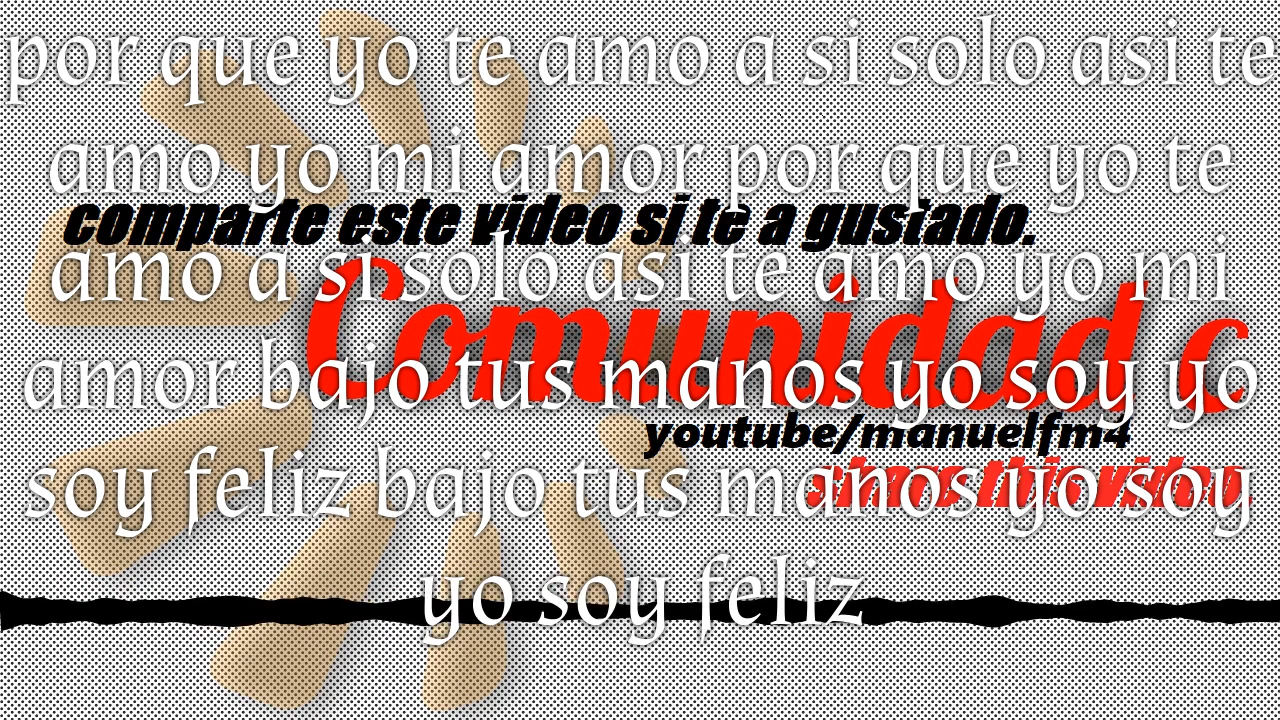 por que yo te amo a si solo asi te
amo yo mi amor por que yo te
comparte este video si te a gustado.
amo a si solo asi te amo yo mi
Comunidad c
amor bajo tus manos yo soy yo
youtube/manuelfm4
soy feliz bajo tus manos yo soy
yo soy feliz